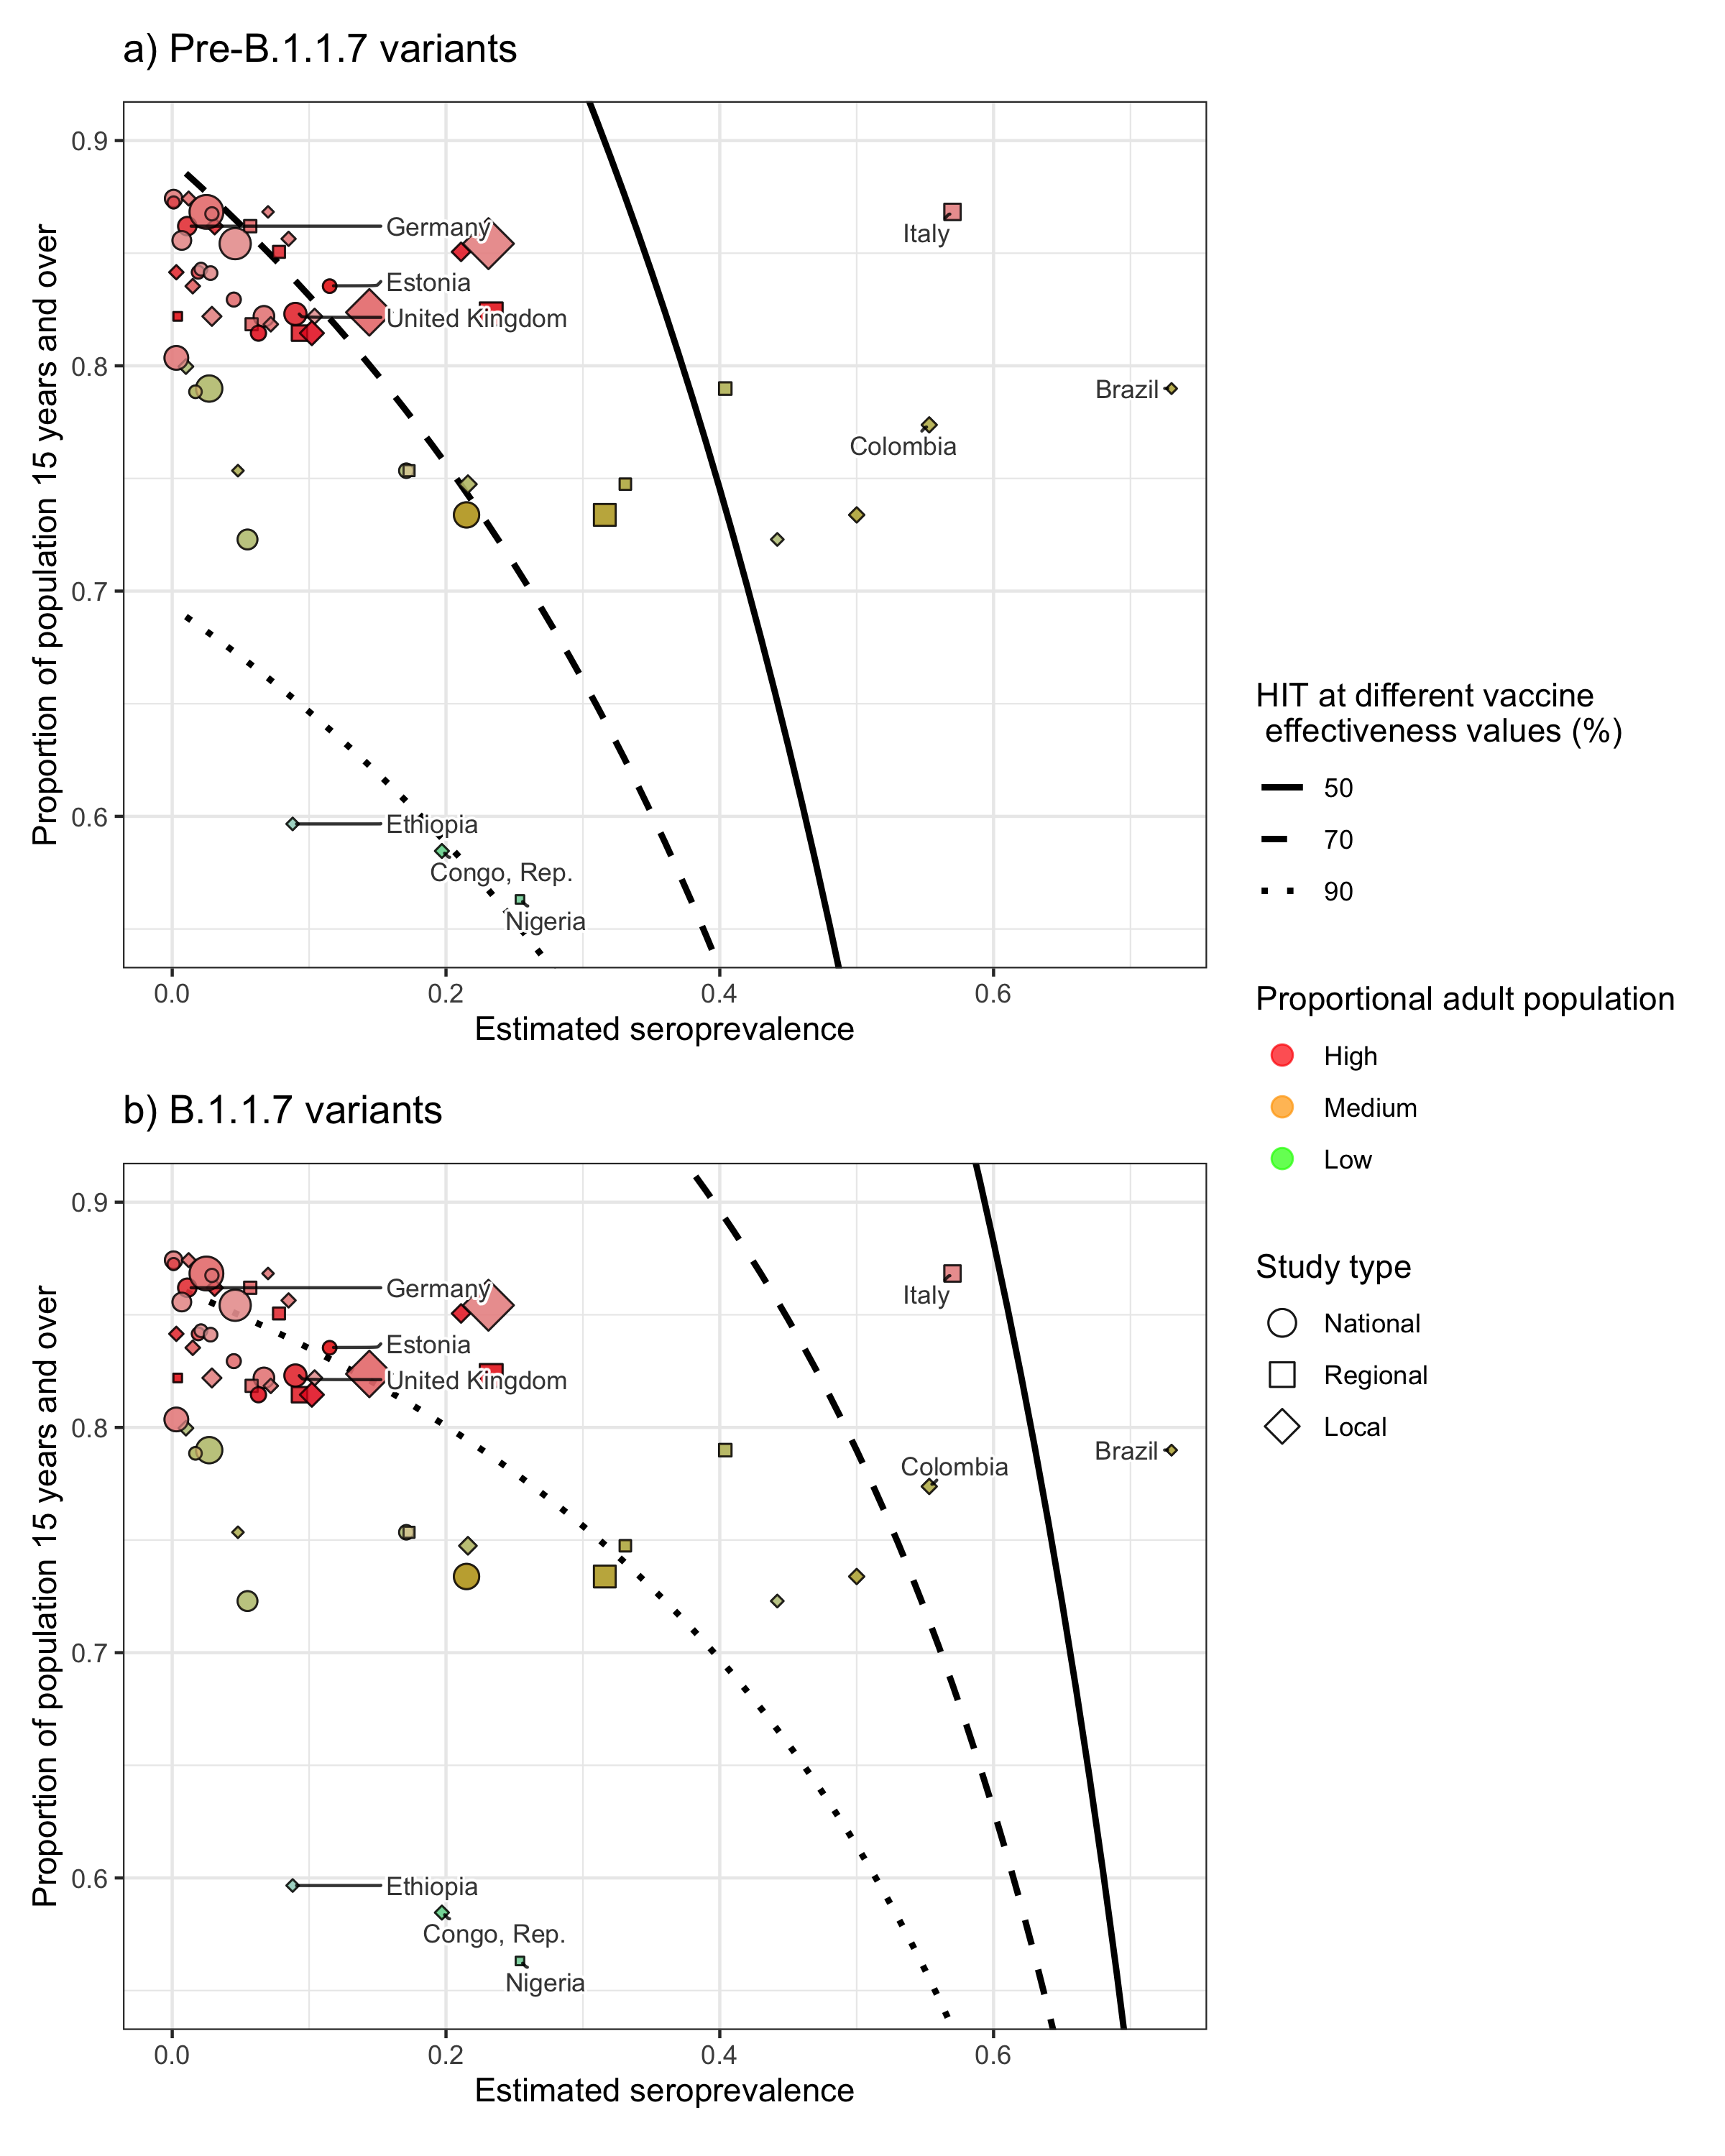 a) Pre-B.1.1.7 variants
Proportion of population 15 years and over
0.9
0.8
0.7
0.6
Germany
Estonia
United Kingdom
Italy
Brazil
Colombia
Ethiopia
Congo, Rep.
Nigeria
0.0 0.2 0.4 0.6
Estimated seroprevalence
HIT at different vaccine
effectiveness values (%)
50
70
90
Proportional adult population
High
Medium
Low
Study type
National
Regional
Local
b) B.1.1.7 variants
Proportion of population 15 years and over
0.9
0.8
0.7
0.6
Germany
Italy
Estonia
United Kingdom
Brazil
Colombia
Ethiopia
Congo, Rep.
Nigeria
0.0 0.2 0.4 0.6
Estimated seroprevalence